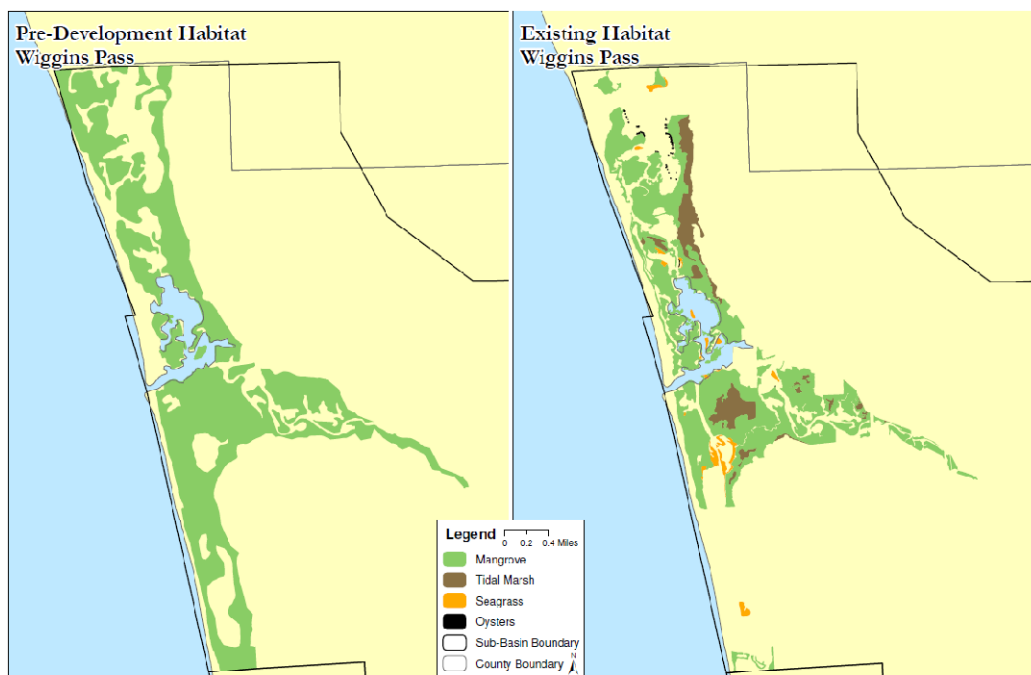 Pre-Development Habitat
Wiggins Pass
Existing Habitat
Wiggins Pass
Legend
0 0.2 0.4 Miles
Mangrove
Tidal Marsh
Seagrass
Oysters
Sub-Basin Boundary
County Boundary
N